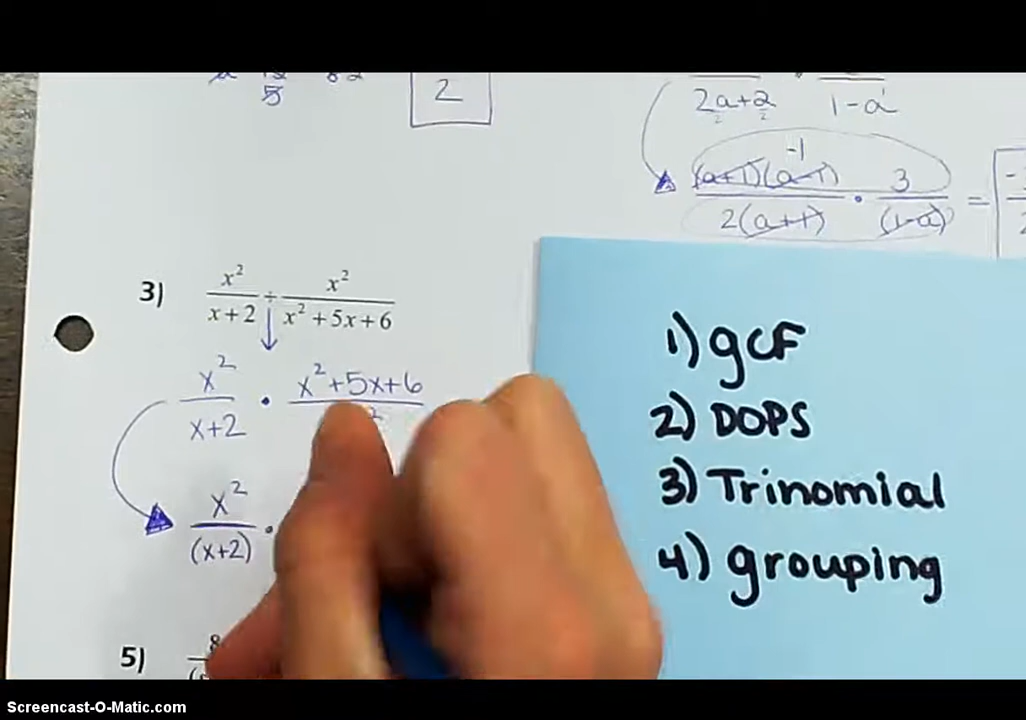 2
2a+2
1-a
-1
(a+1)(a-1) · 3 =
2(a+1) (1-a)
3) x² / x+2 ÷ x² / x²+5x+6
x² / x+2 · x²+5x+6
x² / (x+2) ·
5) 8
1) gcf
2) DOPS
3) Trinomial
4) grouping
Screencast-O-Matic.com